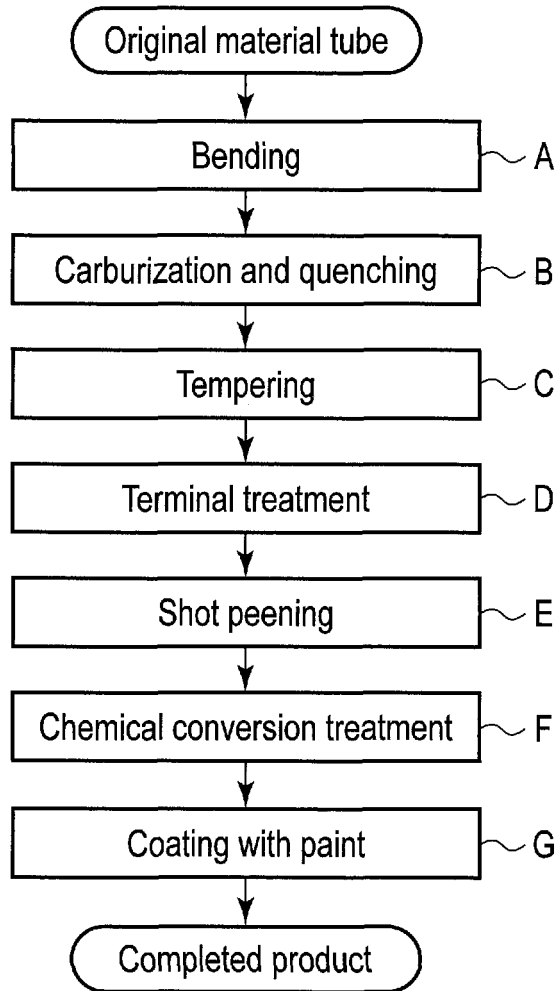 Original material tube
Bending A
Carburization and quenching B
Tempering C
Terminal treatment D
Shot peening E
Chemical conversion treatment F
Coating with paint G
Completed product